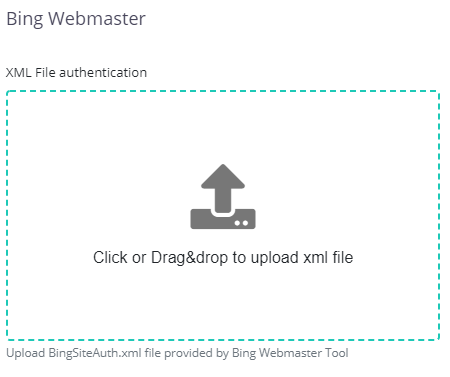 Bing Webmaster
XML File authentication
Click or Drag&drop to upload xml file
Upload BingSiteAuth.xml file provided by Bing Webmaster Tool